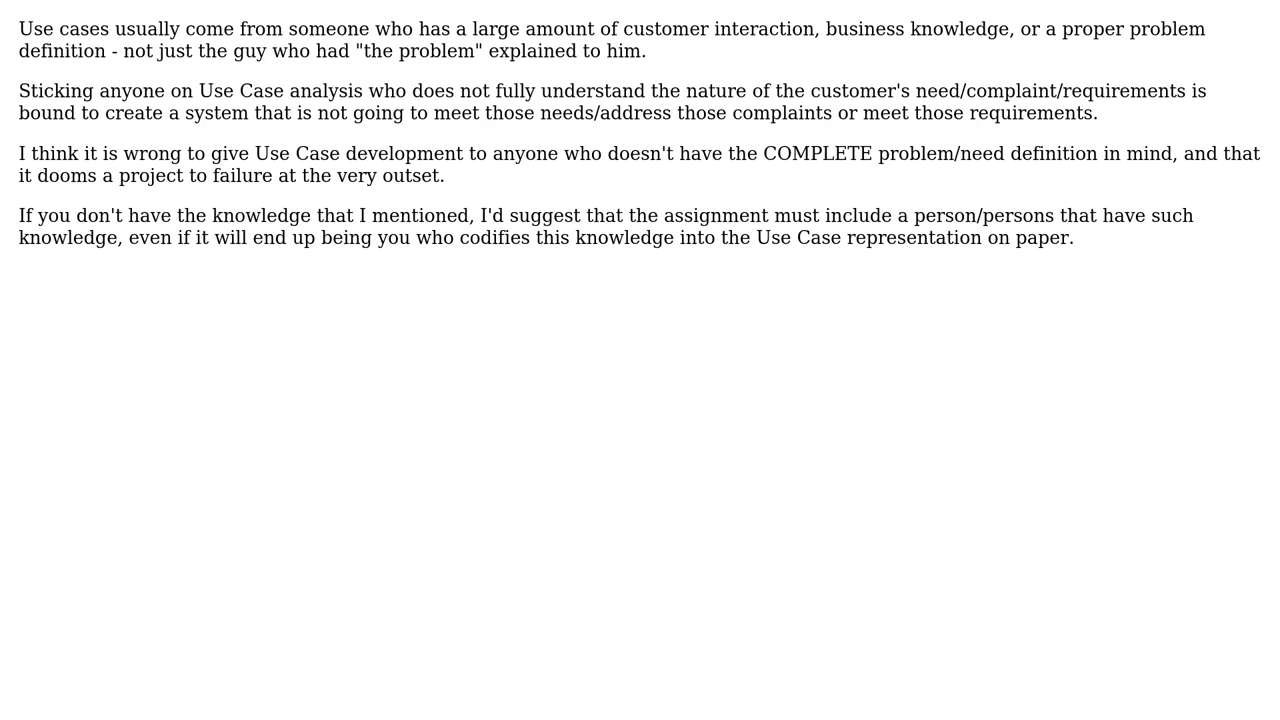 Use cases usually come from someone who has a large amount of customer interaction, business knowledge, or a proper problem
definition - not just the guy who had "the problem" explained to him.
Sticking anyone on Use Case analysis who does not fully understand the nature of the customer's need/complaint/requirements is
bound to create a system that is not going to meet those needs/address those complaints or meet those requirements.
I think it is wrong to give Use Case development to anyone who doesn't have the COMPLETE problem/need definition in mind, and that
it dooms a project to failure at the very outset.
If you don't have the knowledge that I mentioned, I'd suggest that the assignment must include a person/persons that have such
knowledge, even if it will end up being you who codifies this knowledge into the Use Case representation on paper.